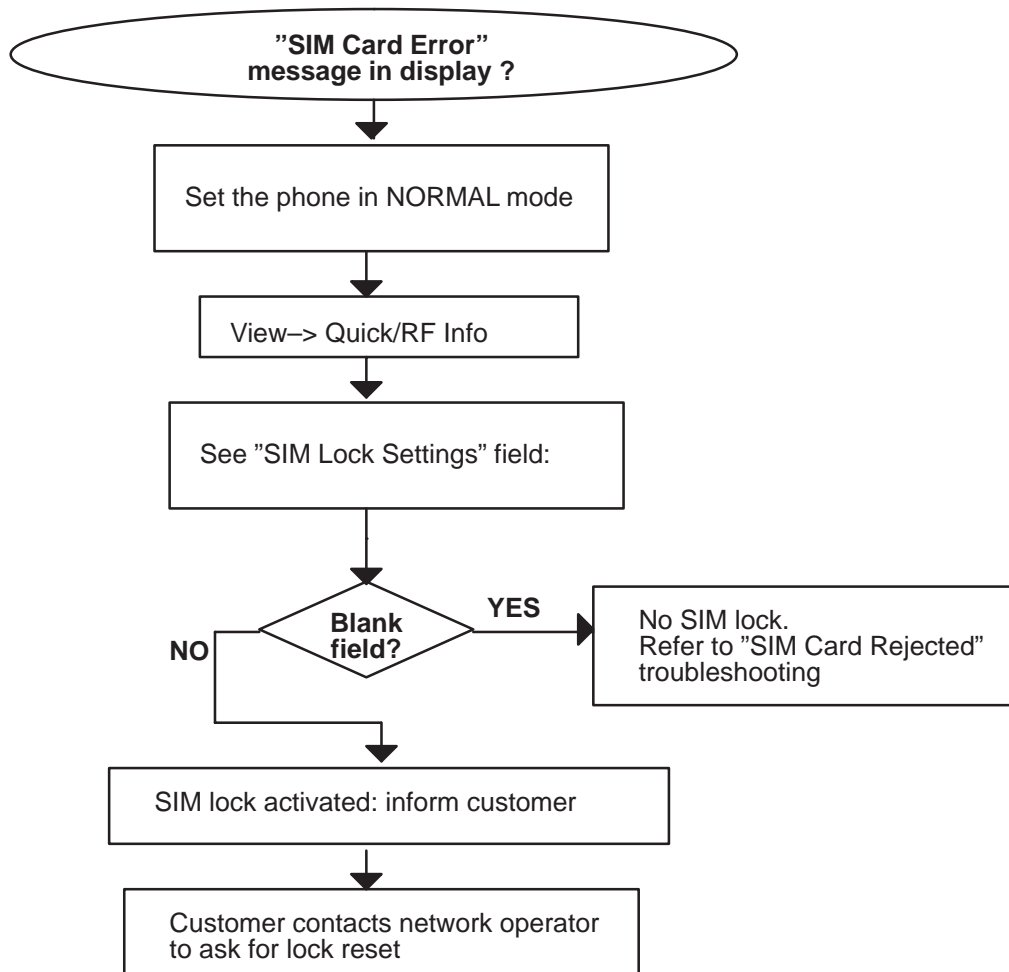 ”SIM Card Error”
message in display ?
Set the phone in NORMAL mode
View–> Quick/RF Info
See ”SIM Lock Settings” field:
Blank
field?
YES
NO
No SIM lock.
Refer to ”SIM Card Rejected”
troubleshooting
SIM lock activated: inform customer
Customer contacts network operator
to ask for lock reset